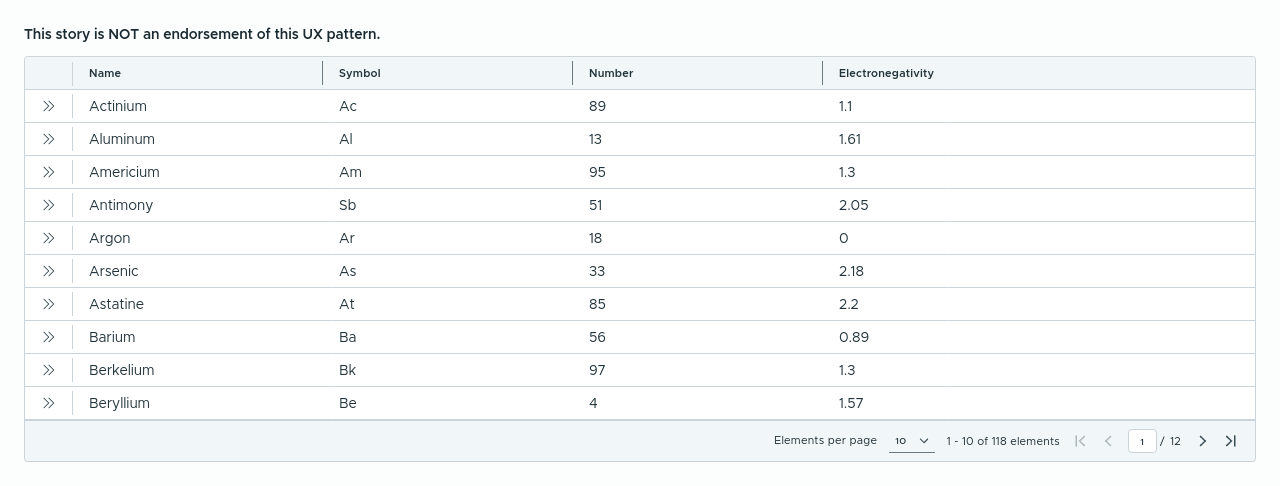 This story is NOT an endorsement of this UX pattern.
Name Symbol Number Electronegativity
Actinium Ac 89 1.1
Aluminum Al 13 1.61
Americium Am 95 1.3
Antimony Sb 51 2.05
Argon Ar 18 0
Arsenic As 33 2.18
Astatine At 85 2.2
Barium Ba 56 0.89
Berkelium Bk 97 1.3
Beryllium Be 4 1.57
Elements per page 10 1 - 10 of 118 elements 1 / 12